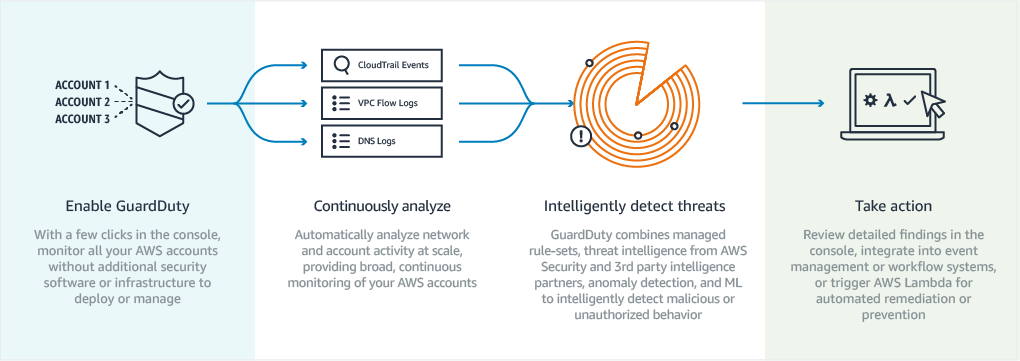 ACCOUNT 1
ACCOUNT 2
ACCOUNT 3
CloudTrail Events
VPC Flow Logs
DNS Logs
!
λ
Enable GuardDuty
With a few clicks in the console,
monitor all your AWS accounts
without additional security
software or infrastructure to
deploy or manage
Continuously analyze
Automatically analyze network
and account activity at scale,
providing broad, continuous
monitoring of your AWS accounts
Intelligently detect threats
GuardDuty combines managed
rule-sets, threat intelligence from AWS
Security and 3rd party intelligence
partners, anomaly detection, and ML
to intelligently detect malicious or
unauthorized behavior
Take action
Review detailed findings in the
console, integrate into event
management or workflow systems,
or trigger AWS Lambda for
automated remediation or
prevention